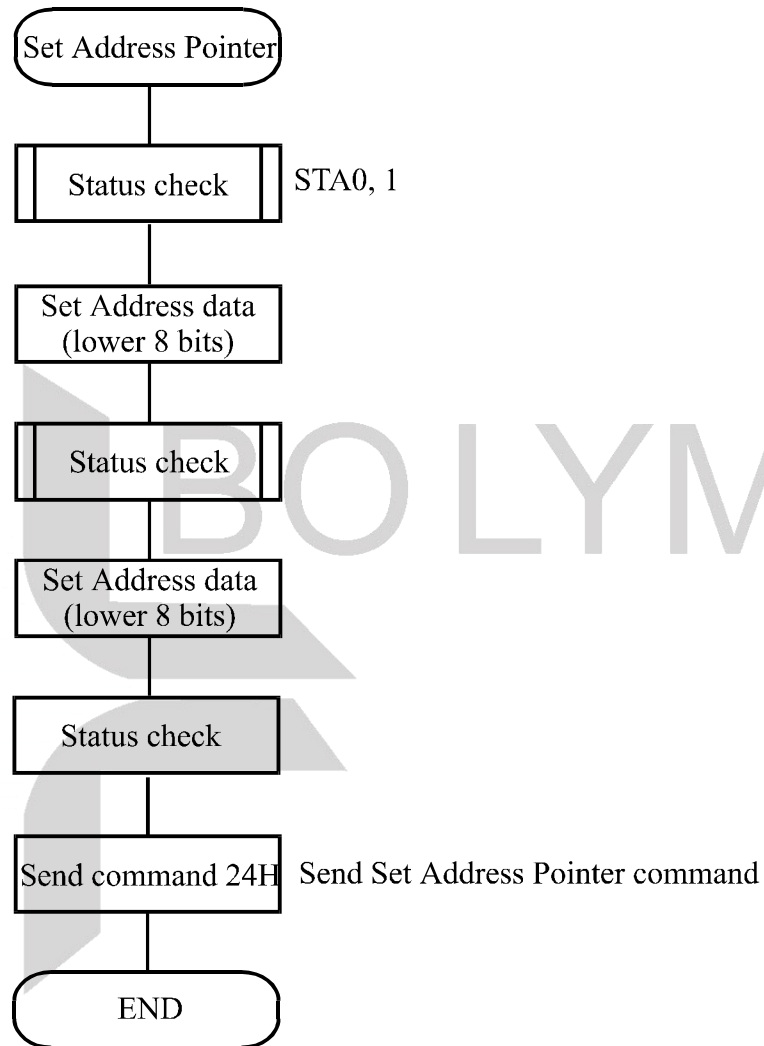 Set Address Pointer
Status check
STA0, 1
Set Address data
(lower 8 bits)
Status check
BOLYM
Set Address data
(lower 8 bits)
Status check
Send command 24H
Send Set Address Pointer command
END